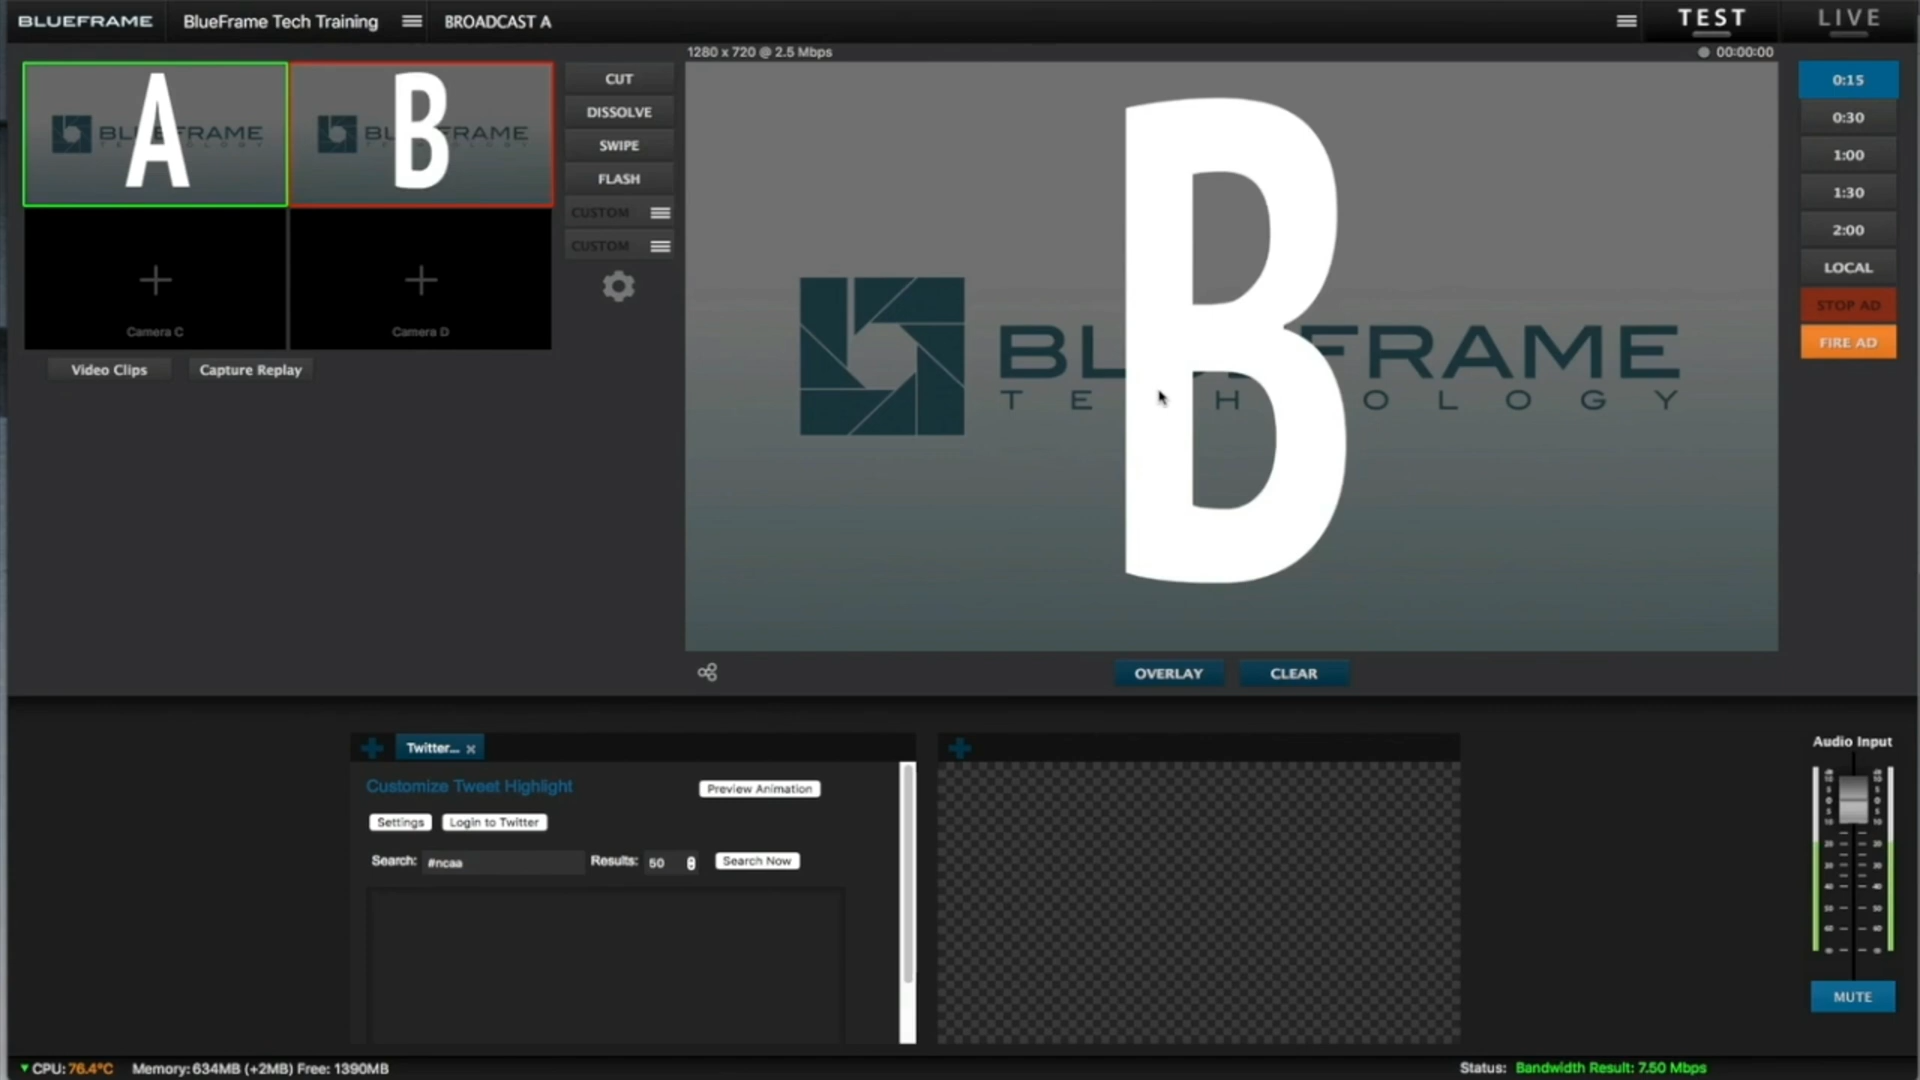 BLUEFRAME
BlueFrame Tech Training
BROADCAST A
TEST
LIVE
1280 x 720 @ 2.5 Mbps
00:00:00
A
BLUEFRAME
B
FRAME
CUT
DISSOLVE
SWIPE
FLASH
CUSTOM
CUSTOM
Camera C
Camera D
Video Clips
Capture Replay
B
BL FRAME
T E H O L O G Y
0:15
0:30
1:00
1:30
2:00
LOCAL
STOP AD
FIRE AD
OVERLAY
CLEAR
Twitter...
Customize Tweet Highlight
Preview Animation
Settings
Login to Twitter
Search: #ncaa
Results: 50
Search Now
Audio Input
MUTE
CPU: 76.4°C
Memory: 634MB (+2MB) Free: 1390MB
Status: Bandwidth Result: 7.50 Mbps